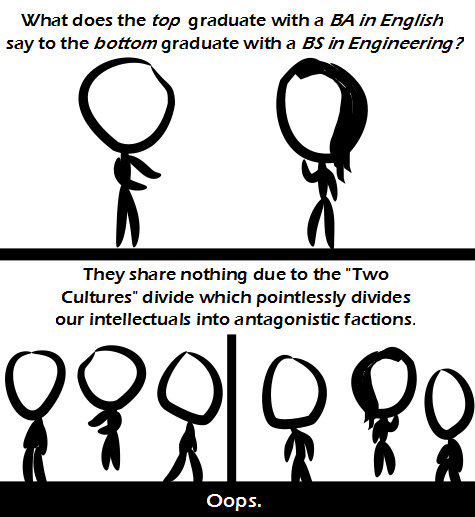 What does the top graduate with a BA in English
say to the bottom graduate with a BS in Engineering?
They share nothing due to the "Two
Cultures" divide which pointlessly divides
our intellectuals into antagonistic factions.
Oops.